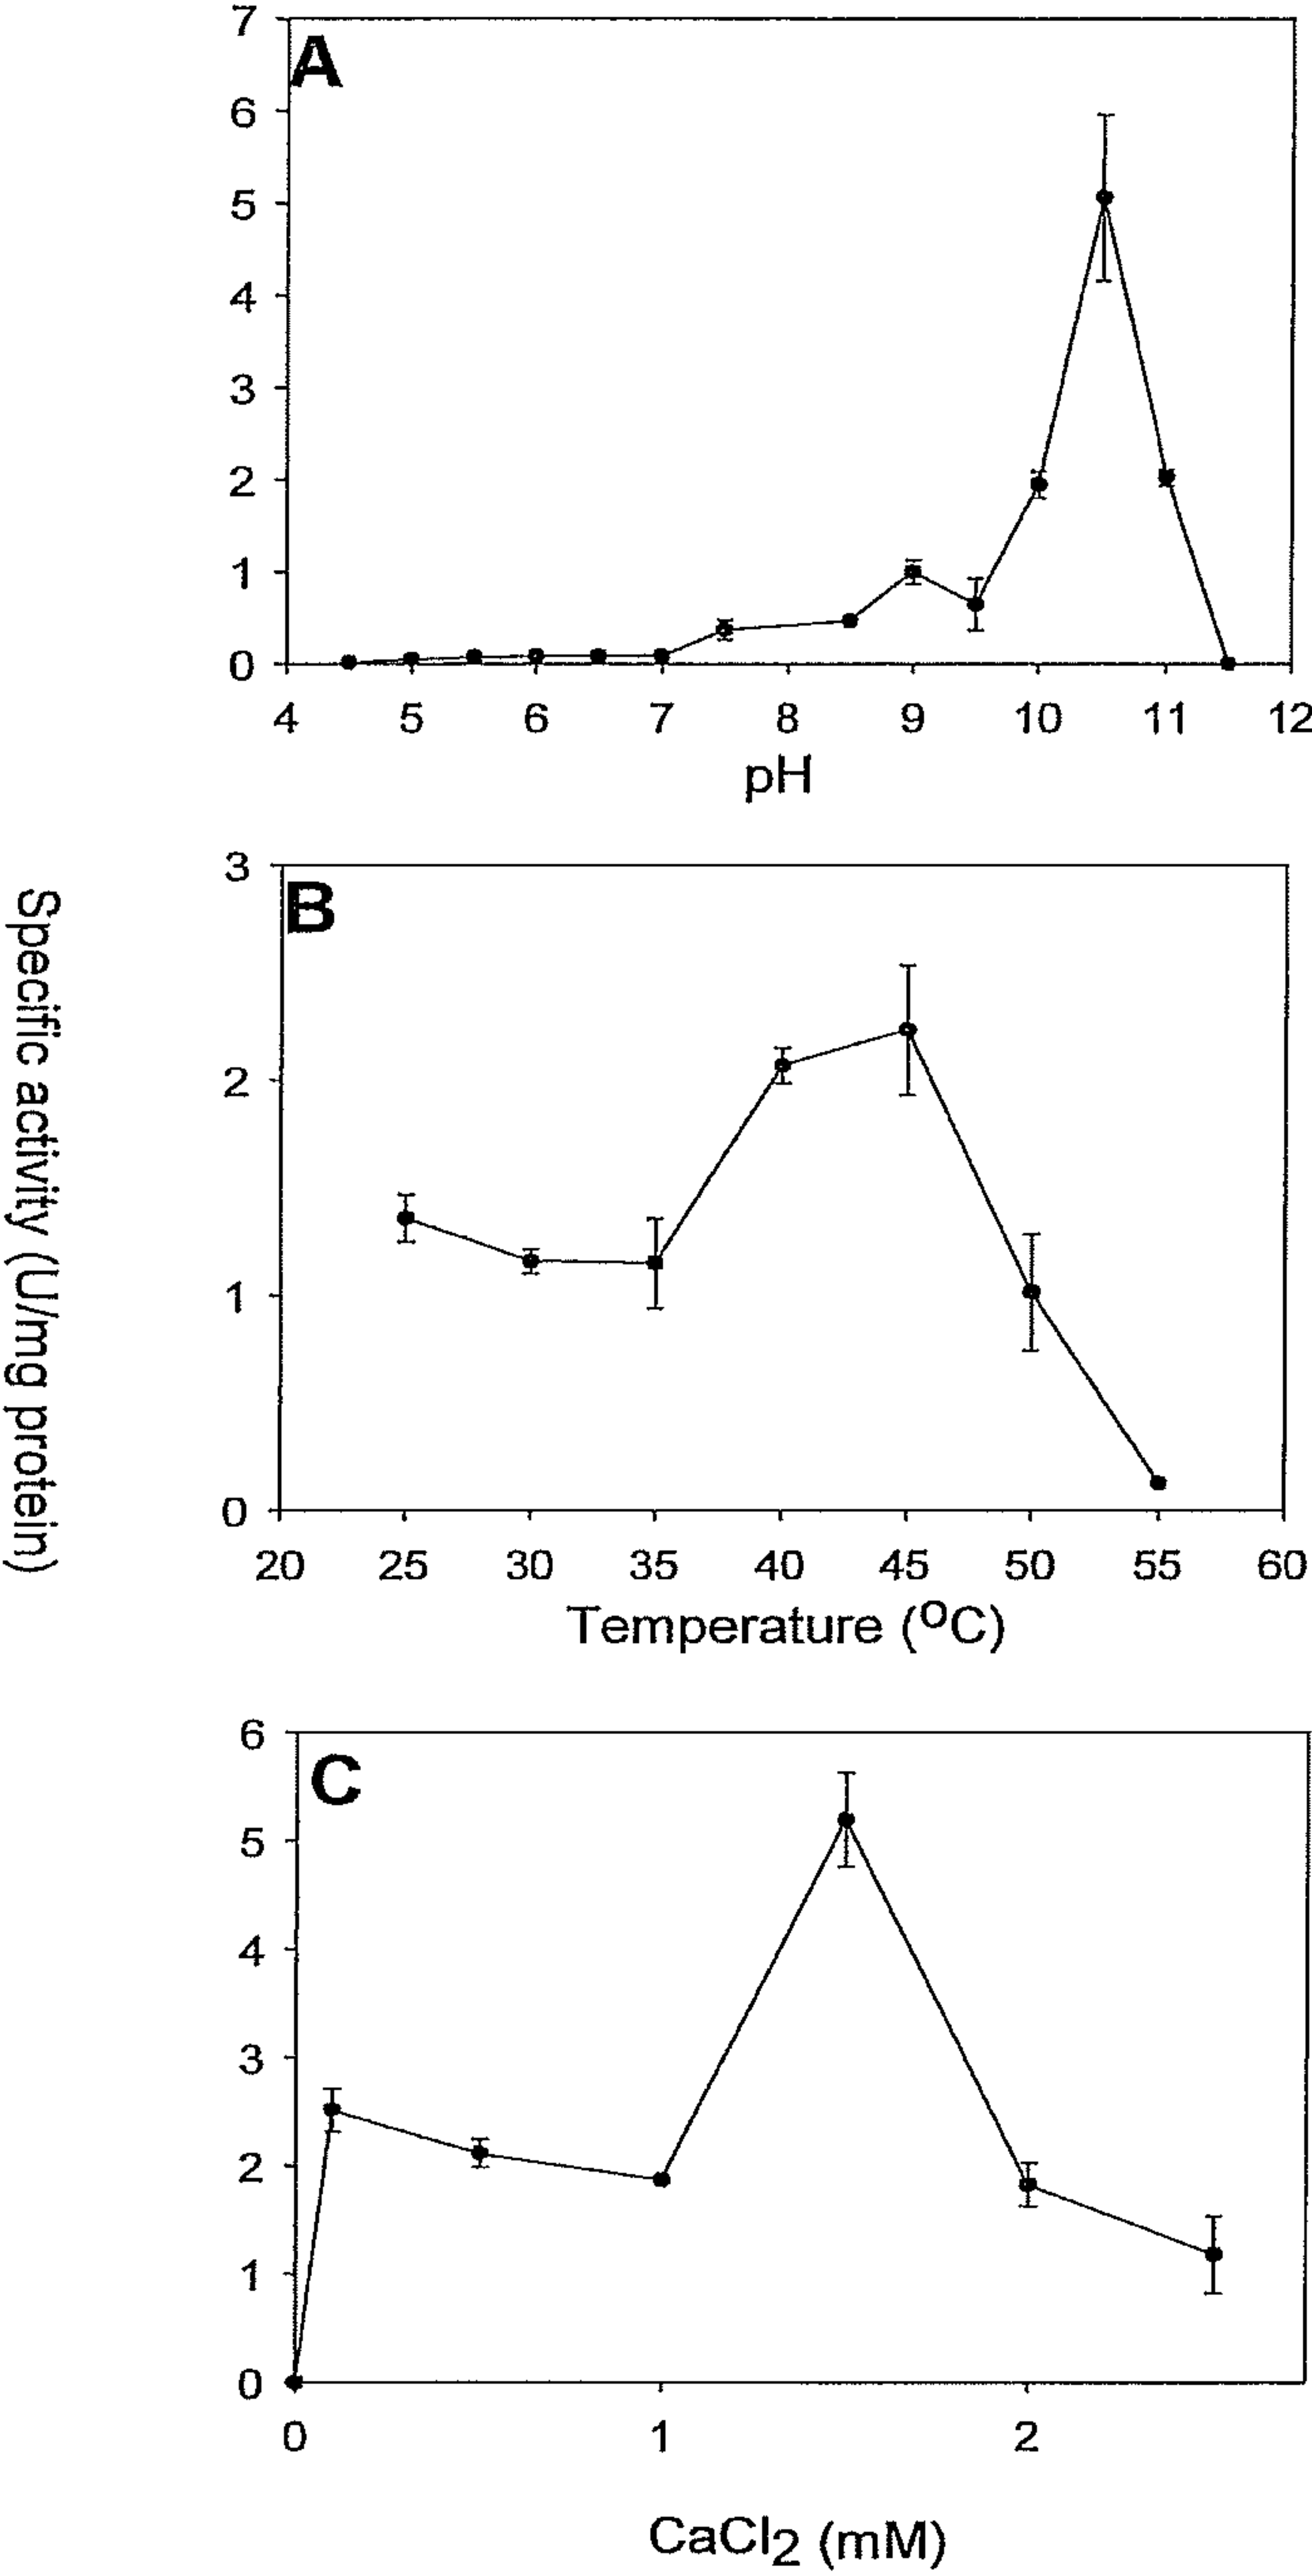 Specific activity (U/mg protein)
A
7
6
5
4
3
2
1
0
4 5 6 7 8 9 10 11 12
pH
B
3
2
1
0
20 25 30 35 40 45 50 55 60
Temperature (ºC)
C
6
5
4
3
2
1
0
0 1 2
CaCl2 (mM)